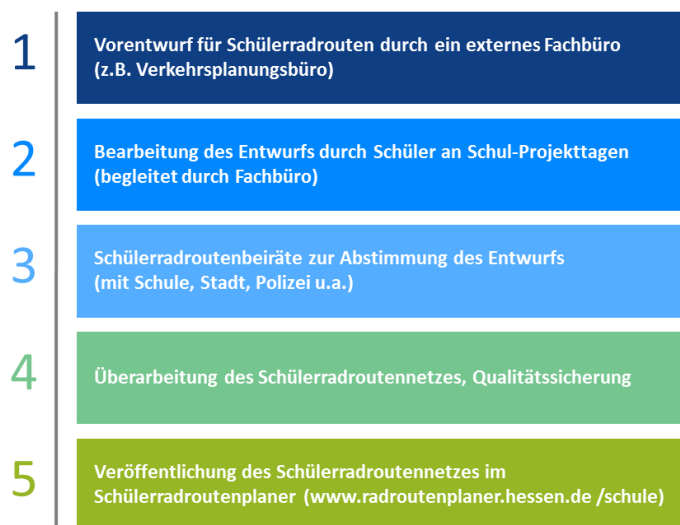 1
Vorentwurf für Schülerradrouten durch ein externes Fachbüro
(z.B. Verkehrsplanungsbüro)
2
Bearbeitung des Entwurfs durch Schüler an Schul-Projekttagen
(begleitet durch Fachbüro)
3
Schülerradroutenbeiräte zur Abstimmung des Entwurfs
(mit Schule, Stadt, Polizei u.a.)
4
Überarbeitung des Schülerradroutennetzes, Qualitätssicherung
5
Veröffentlichung des Schülerradroutennetzes im
Schülerradroutenplaner (www.radroutenplaner.hessen.de /schule)